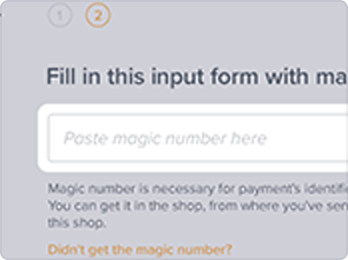 1 2
Fill in this input form with ma
Paste magic number here
Magic number is necessary for payment's identifi
You can get it in the shop, from where you've sen
this shop.
Didn't get the magic number?